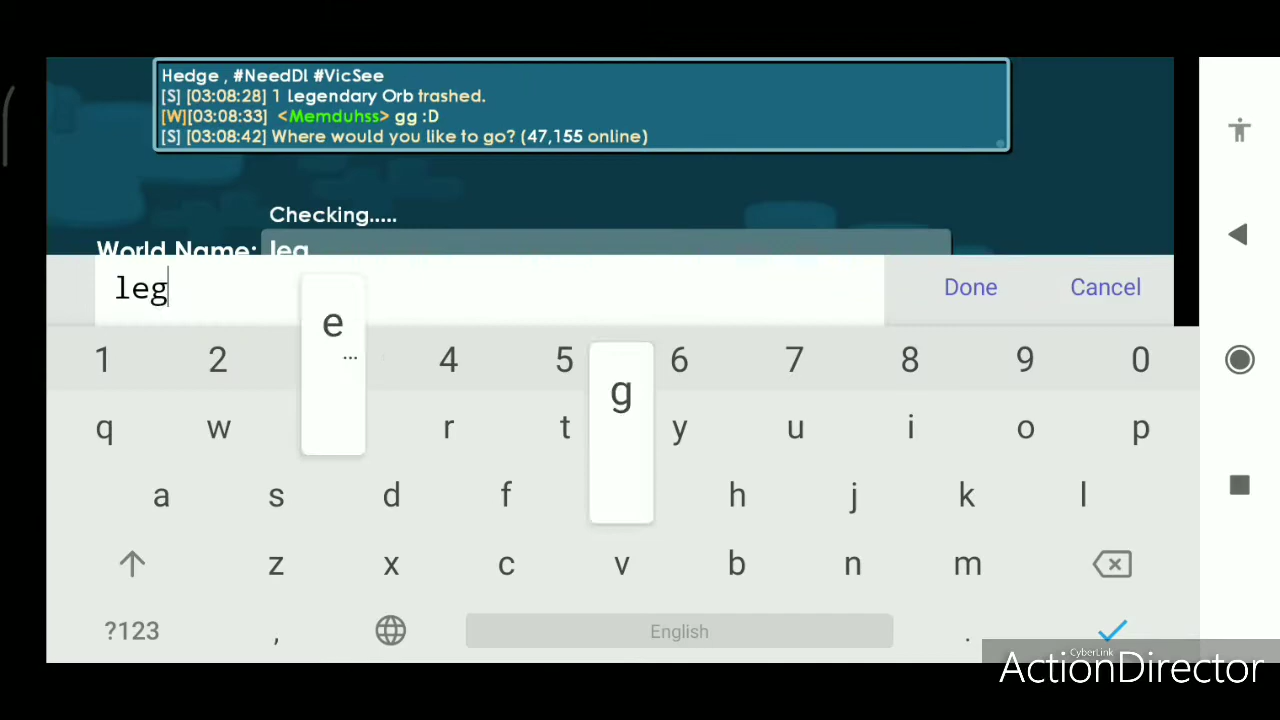 Hedge , #NeedDl #VicSee
[S] [03:08:28] 1 Legendary Orb trashed.
[W][03:08:33] <Memduhss> gg :D
[S] [03:08:42] Where would you like to go? (47,155 online)
Checking.....
World Name: leg
leg
Done
Cancel
e
...
1 2 4 5 6 7 8 9 0
g
q w r t y u i o p
a s d f h j k l
z x c v b n m
?123 , English .
CyberLink
ActionDirector